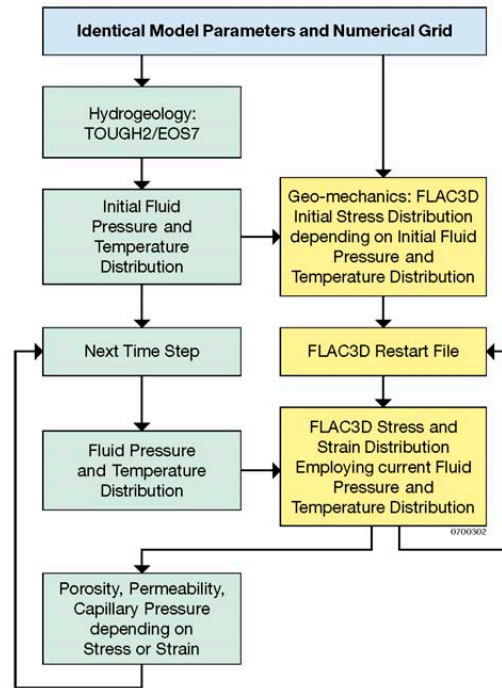 Identical Model Parameters and Numerical Grid
Hydrogeology:
TOUGH2/EOS7
Initial Fluid
Pressure and
Temperature
Distribution
Geo-mechanics: FLAC3D
Initial Stress Distribution
depending on Initial Fluid
Pressure and
Temperature Distribution
Next Time Step
FLAC3D Restart File
Fluid Pressure
and Temperature
Distribution
FLAC3D Stress and
Strain Distribution
Employing current Fluid
Pressure and
Temperature Distribution
0700302
Porosity, Permeability,
Capillary Pressure
depending on
Stress or Strain